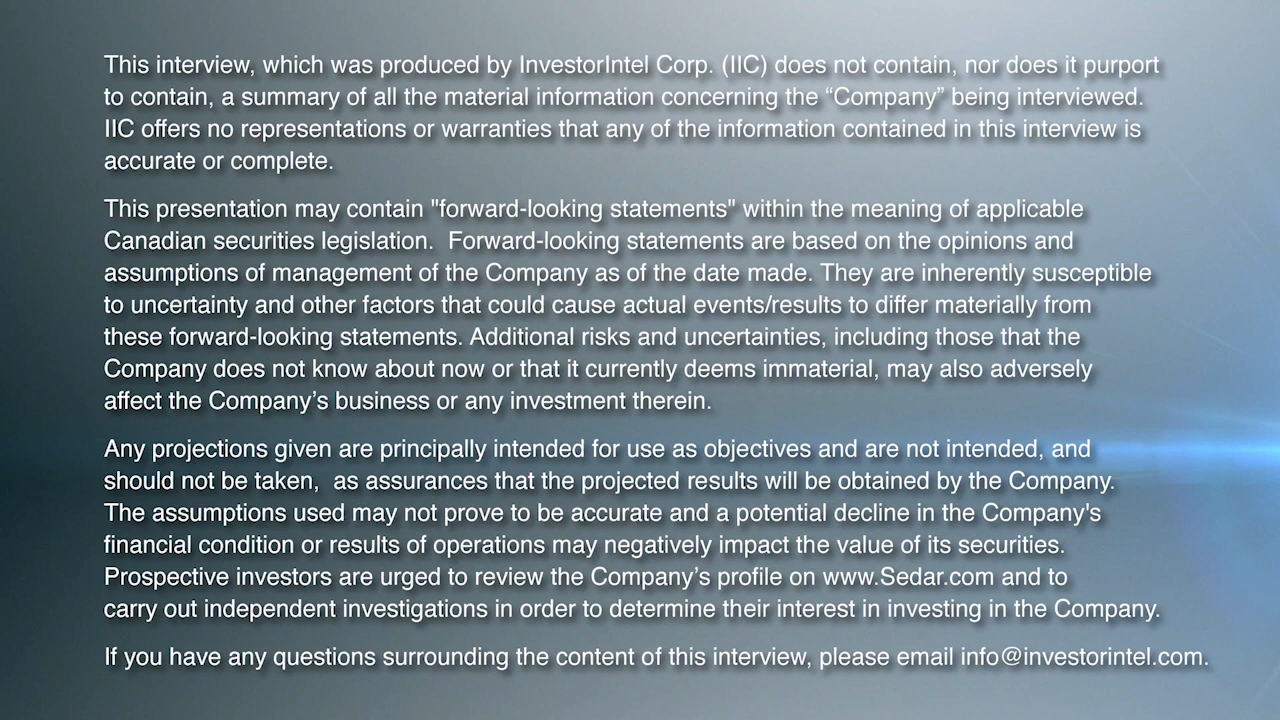 This interview, which was produced by InvestorIntel Corp. (IIC) does not contain, nor does it purport
to contain, a summary of all the material information concerning the “Company” being interviewed.
IIC offers no representations or warranties that any of the information contained in this interview is
accurate or complete.
This presentation may contain "forward-looking statements" within the meaning of applicable
Canadian securities legislation.  Forward-looking statements are based on the opinions and
assumptions of management of the Company as of the date made. They are inherently susceptible
to uncertainty and other factors that could cause actual events/results to differ materially from
these forward-looking statements. Additional risks and uncertainties, including those that the
Company does not know about now or that it currently deems immaterial, may also adversely
affect the Company’s business or any investment therein.
Any projections given are principally intended for use as objectives and are not intended, and
should not be taken,  as assurances that the projected results will be obtained by the Company.
The assumptions used may not prove to be accurate and a potential decline in the Company's
financial condition or results of operations may negatively impact the value of its securities.
Prospective investors are urged to review the Company’s profile on www.Sedar.com and to
carry out independent investigations in order to determine their interest in investing in the Company.
If you have any questions surrounding the content of this interview, please email info@investorintel.com.